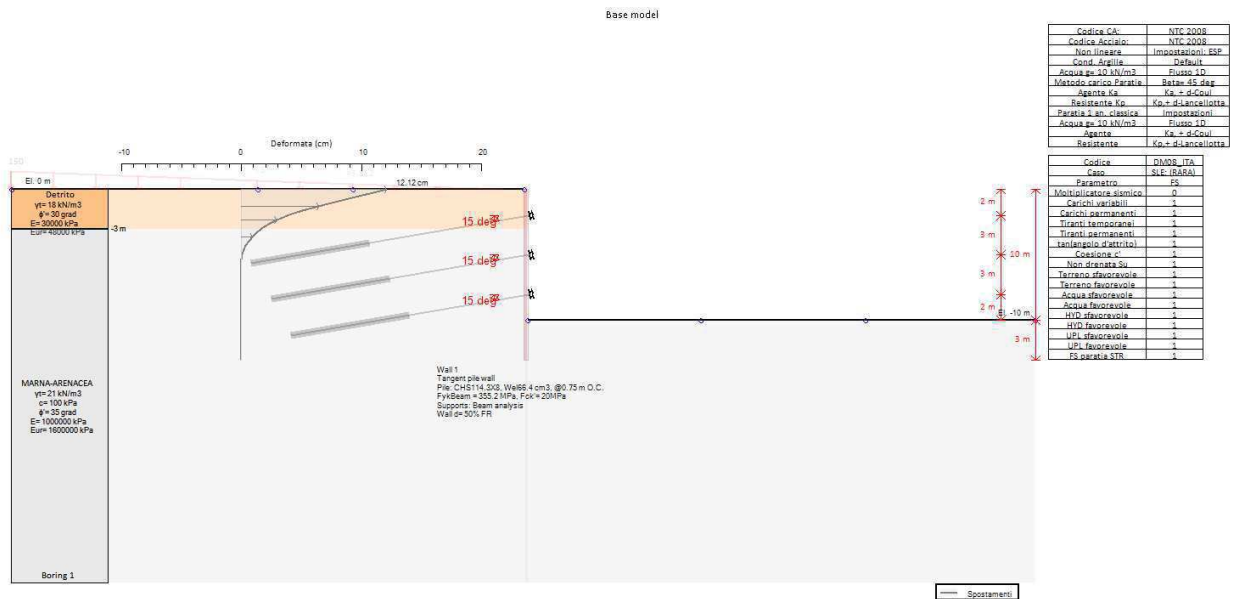 Base model
Codice CA: NTC 2008
Codice Acciaio: NTC 2008
Non lineare Impostazioni: ESP
Cond. Argille Default
Acqua g= 10 kN/m3 Flusso 1D
Metodo carico Paratie Beta= 45 deg
Agente Ka Ka, + d-Coul
Resistente Kp Kp,+ d-Lancellotta
Paratia 1 an. classica Impostazioni
Acqua g= 10 kN/m3 Flusso 1D
Agente Ka, + d-Coul
Resistente Kp,+ d-Lancellotta
Codice DM08_ITA
Caso SLE: (RARA)
Parametro FS
Moltiplicatore sismico 0
Carichi variabili 1
Carichi permanenti 1
Tiranti temporanei 1
Tiranti permanenti 1
tan(angolo d'attrito) 1
Coesione c' 1
Non drenata Su 1
Terreno sfavorevole 1
Terreno favorevole 1
Acqua sfavorevole 1
Acqua favorevole 1
HYD sfavorevole 1
HYD favorevole 1
UPL sfavorevole 1
UPL favorevole 1
FS paratia STR 1
Deformata (cm)
-10 0 10 20
El. 0 m
12.12cm
Detrito
γt= 18 kN/m3
ϕ'= 30 grad
E= 30000 kPa
Eur= 48000 kPa
-3 m
15 deg
15 deg
15 deg
2 m
3 m
10 m
3 m
2 m
El. -10 m
3 m
MARNA-ARENACEA
γt= 21 kN/m3
c= 100 kPa
ϕ'= 35 grad
E= 1000000 kPa
Eur= 1600000 kPa
Wall 1
Tangent pile wall
Pile: CHS114.3X8, Wel66.4 cm3, @0.75 m O.C.
FykBeam = 355.2 MPa, Fck'= 20MPa
Supports: Beam analysis
Wall d= 50% FR
Boring 1
Spostamenti